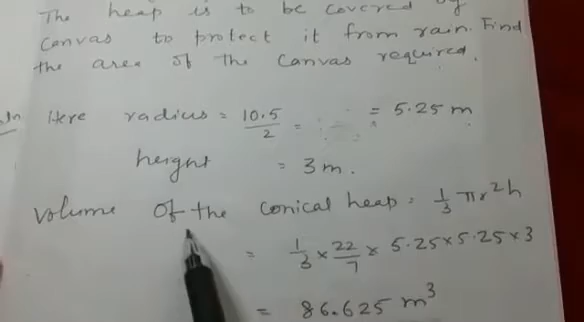 The heap is to be covered by
canvas to protect it from rain. Find
the area of the canvas required.
Here radius = 10.5/2 = = 5.25 m
height = 3 m.
Volume of the conical heap = 1/3 πr²h
= 1/3 × 22/7 × 5.25×5.25×3
= 86.625 m³